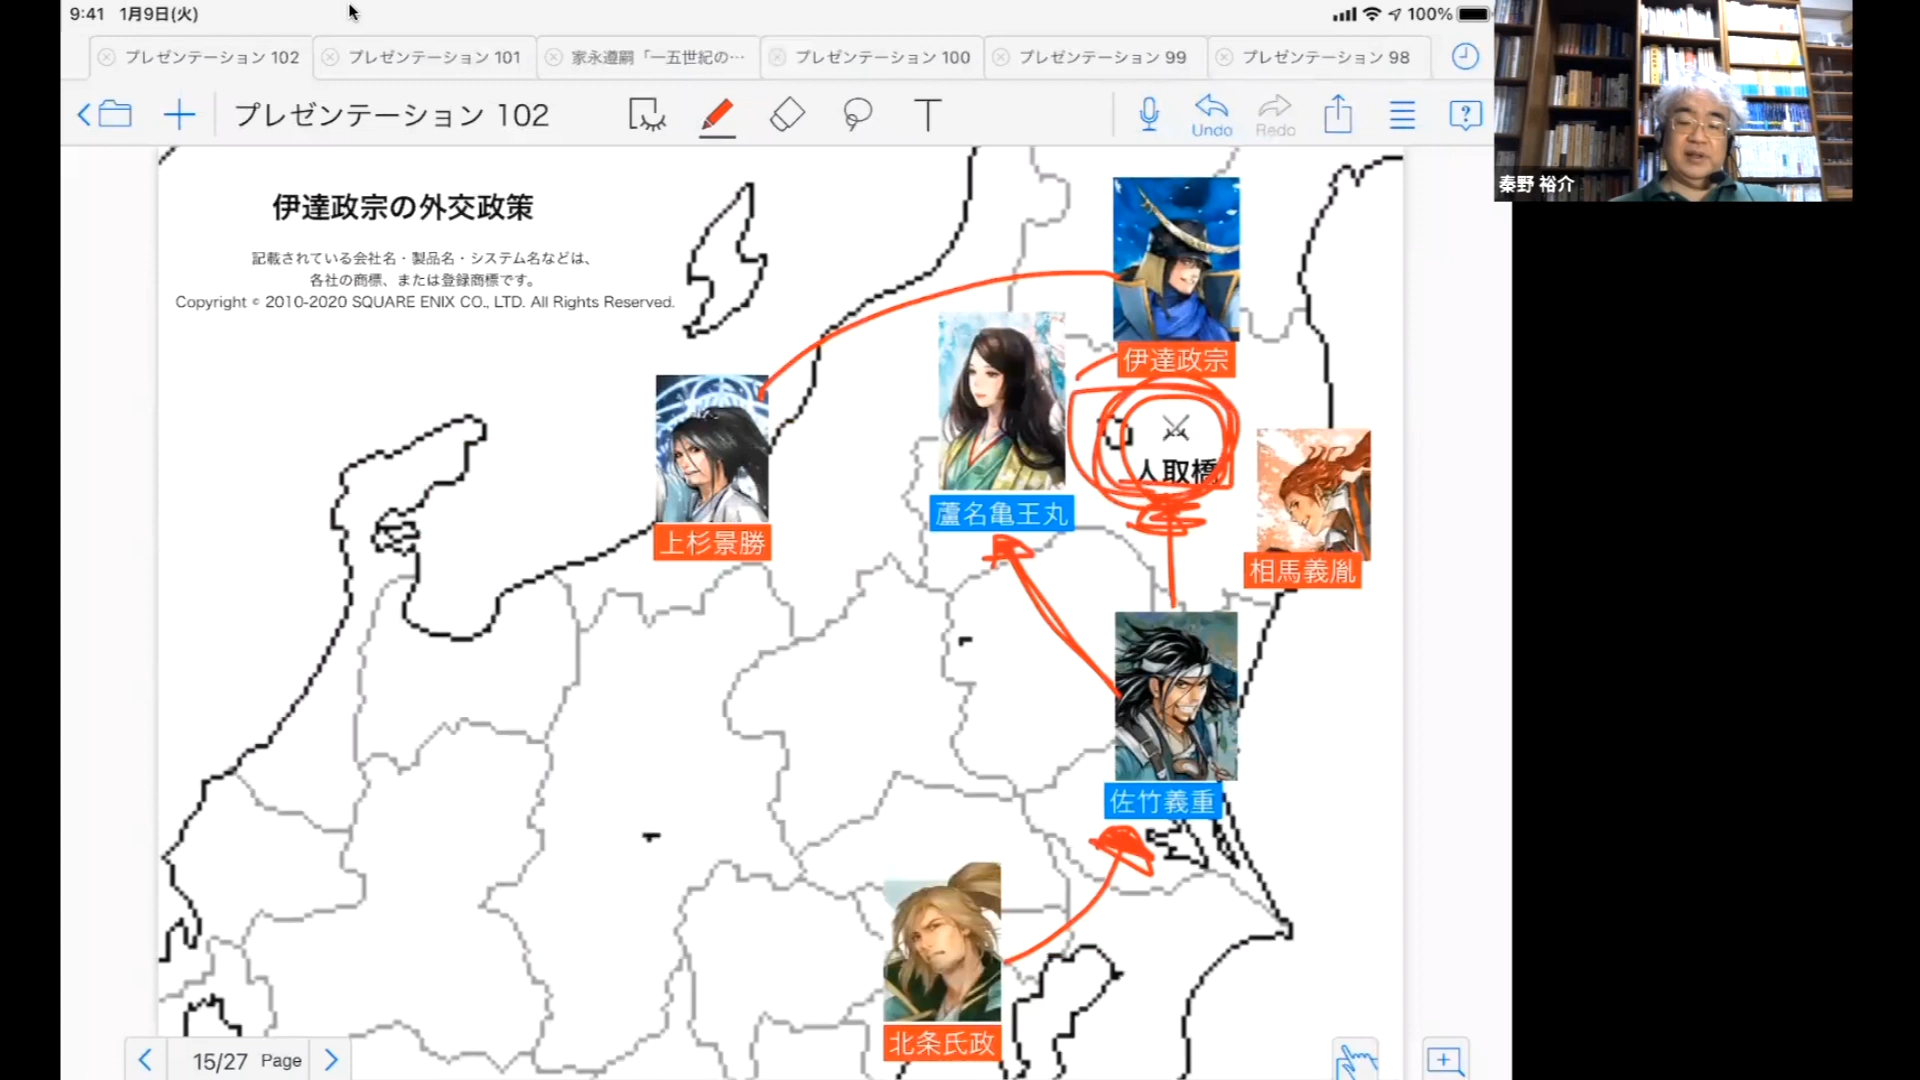 9:41 1月9日(火)
100%
プレゼンテーション 102
プレゼンテーション 101
家永遵嗣「一五世紀の…
プレゼンテーション 100
プレゼンテーション 99
プレゼンテーション 98
プレゼンテーション 102
T
Undo
Redo
秦野 裕介
伊達政宗の外交政策
記載されている会社名・製品名・システム名などは、
各社の商標、または登録商標です。
Copyright © 2010-2020 SQUARE ENIX CO., LTD. All Rights Reserved.
伊達政宗
人取橋
蘆名亀王丸
上杉景勝
相馬義胤
佐竹義重
北条氏政
15/27 Page